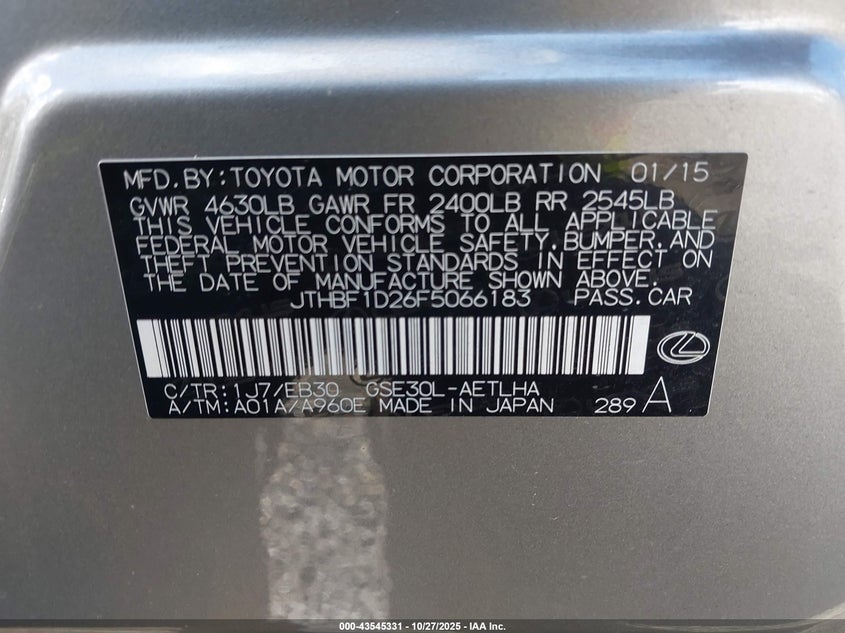 MFD.BY:TOYOTA MOTOR CORPORATION 01/15
GVWR 4630LB GAWR FR 2400LB RR 2545LB
THIS VEHICLE CONFORMS TO ALL APPLICABLE
FEDERAL MOTOR VEHICLE SAFETY,BUMPER,AND
THEFT PREVENTION STANDARDS IN EFFECT ON
THE DATE OF MANUFACTURE SHOWN ABOVE.
JTHBF1D26F5066183 PASS.CAR
C/TR:1J7/EB30 GSE30L-AETLHA
A/TM:A01A/A960E MADE IN JAPAN 289 A
000-43545331 - 10/27/2025 - IAA Inc.